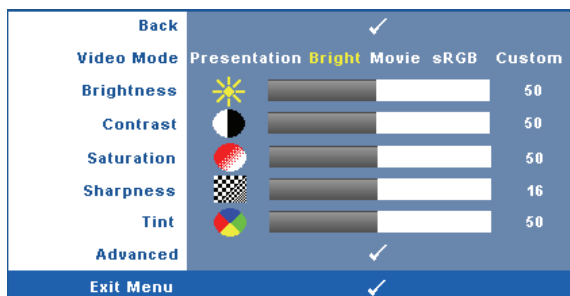 Back
Video Mode Presentation Bright Movie sRGB Custom
Brightness 50
Contrast 50
Saturation 50
Sharpness 16
Tint 50
Advanced
Exit Menu